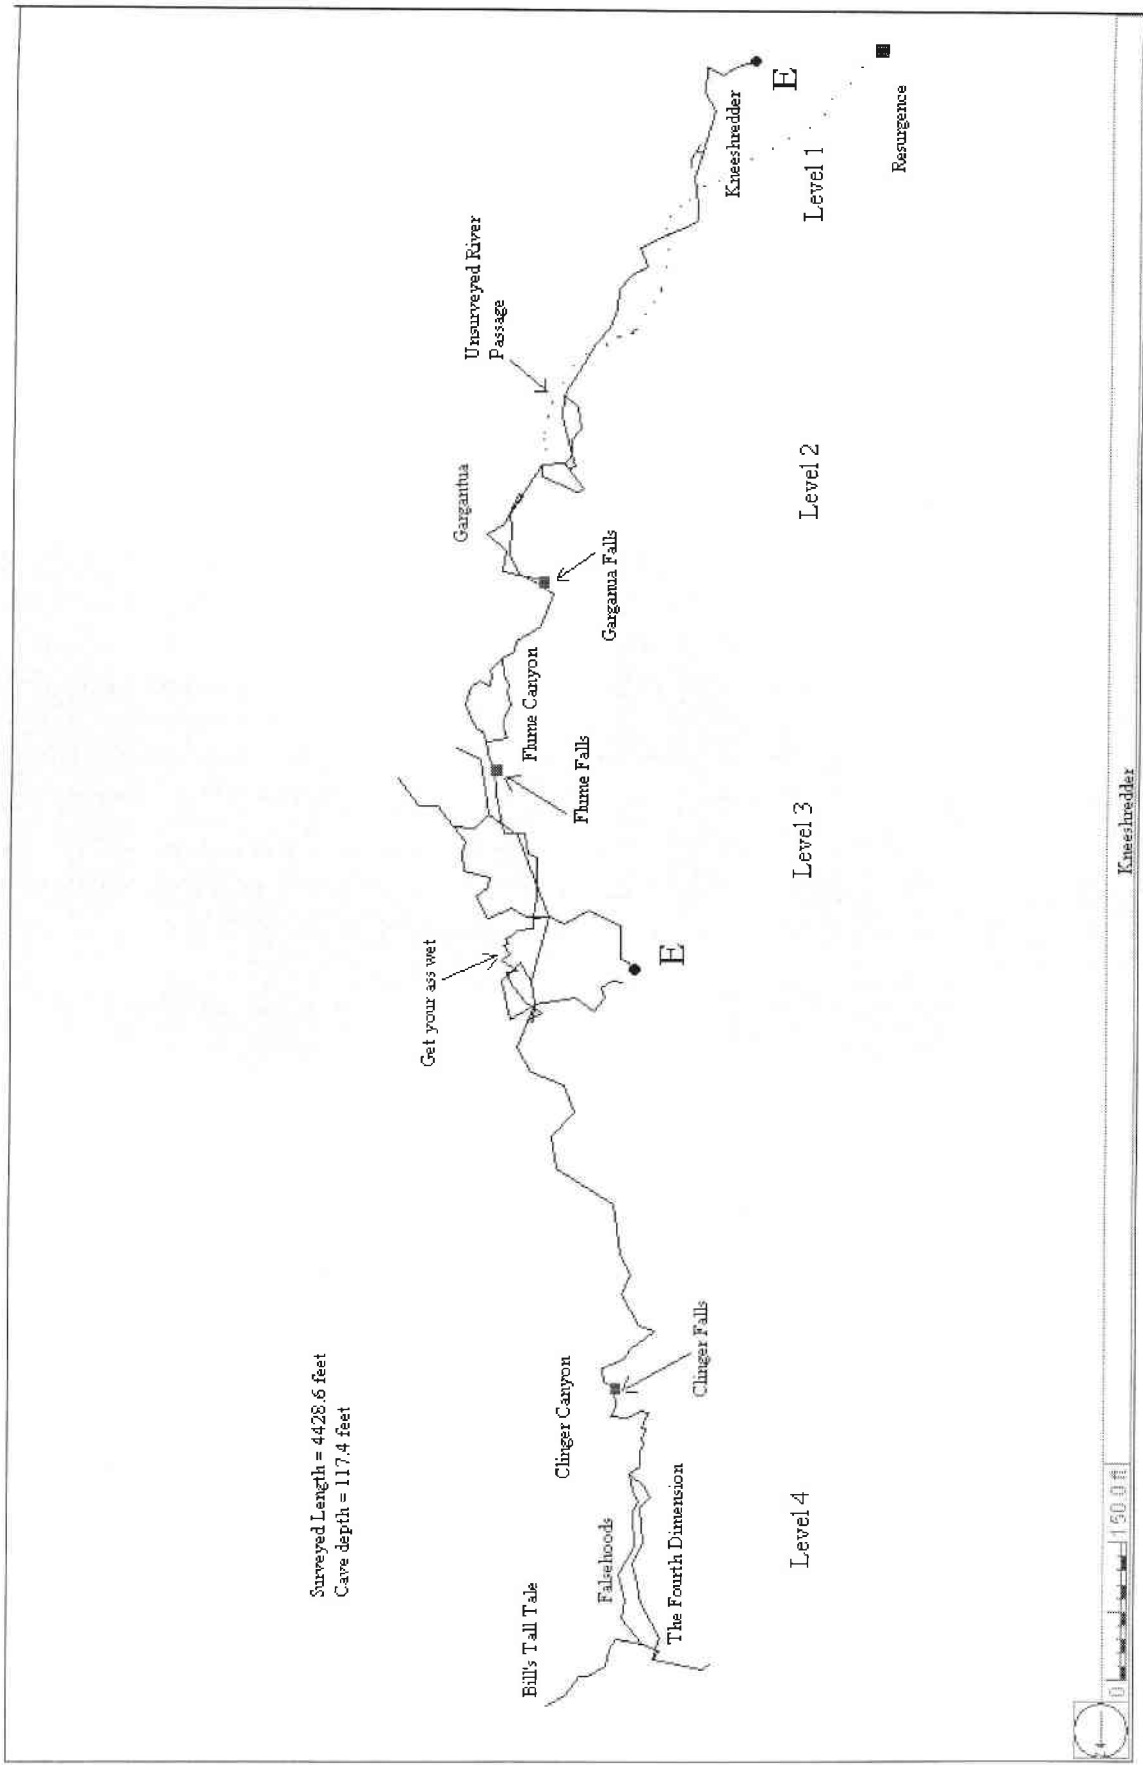 Surveyed Length = 4428.6 feet
Cave depth = 117.4 feet
Bill's Tall Tale
Falsehoods
The Fourth Dimension
Clinger Canyon
Clinger Falls
Level 4
Get your ass wet
E
Flume Falls
Flume Canyon
Level 3
Gargantua
Garganua Falls
Unsurveyed River
Passage
Level 2
Kneeshredder
E
Level 1
Resurgence
0
150.0 ft
Kneeshredder